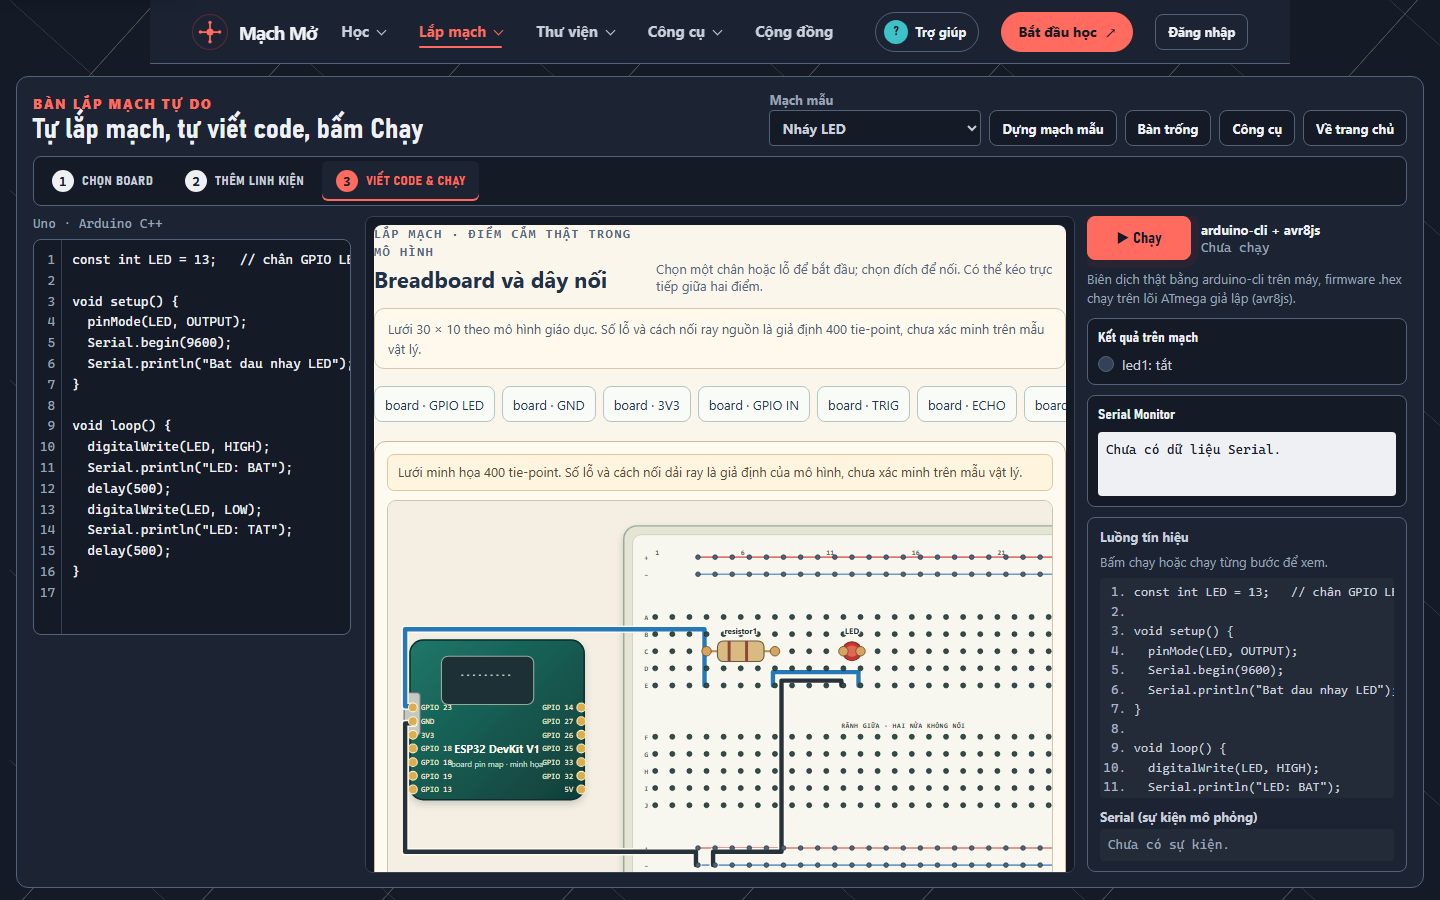 Mạch Mở
Học
Lắp mạch
Thư viện
Công cụ
Cộng đồng
? Trợ giúp
Bắt đầu học ↗
Đăng nhập
BÀN LẮP MẠCH TỰ DO
Tự lắp mạch, tự viết code, bấm Chạy
Mạch mẫu
Nháy LED
Dựng mạch mẫu
Bàn trống
Công cụ
Về trang chủ
1 CHỌN BOARD
2 THÊM LINH KIỆN
3 VIẾT CODE & CHẠY
Uno · Arduino C++
1 const int LED = 13;   // chân GPIO LE
2
3 void setup() {
4   pinMode(LED, OUTPUT);
5   Serial.begin(9600);
6   Serial.println("Bat dau nhay LED");
7 }
8
9 void loop() {
10   digitalWrite(LED, HIGH);
11   Serial.println("LED: BAT");
12   delay(500);
13   digitalWrite(LED, LOW);
14   Serial.println("LED: TAT");
15   delay(500);
16 }
17
LẮP MẠCH · ĐIỂM CẮM THẬT TRONG
MÔ HÌNH
Breadboard và dây nối
Chọn một chân hoặc lỗ để bắt đầu; chọn đích để nối. Có thể kéo trực
tiếp giữa hai điểm.
Lưới 30 × 10 theo mô hình giáo dục. Số lỗ và cách nối ray nguồn là giả định 400 tie-point, chưa xác minh trên mẫu
vật lý.
board · GPIO LED
board · GND
board · 3V3
board · GPIO IN
board · TRIG
board · ECHO
board
Lưới minh họa 400 tie-point. Số lỗ và cách nối dải ray là giả định của mô hình, chưa xác minh trên mẫu vật lý.
1 6 11 16 21
+
-
A
B
C
D
E
resistor1
LED
RÃNH GIỮA - HAI NỬA KHÔNG NỐI
F
G
H
I
J
+
-
GPIO 23
GND
3V3
GPIO 18
GPIO 19
GPIO 13
GPIO 14
GPIO 27
GPIO 26
GPIO 25
GPIO 33
GPIO 32
5V
ESP32 DevKit V1
board pin map · minh họa
▶ Chạy
arduino-cli + avr8js
Chưa chạy
Biên dịch thật bằng arduino-cli trên máy, firmware .hex
chạy trên lõi ATmega giả lập (avr8js).
Kết quả trên mạch
led1: tắt
Serial Monitor
Chưa có dữ liệu Serial.
Luồng tín hiệu
Bấm chạy hoặc chạy từng bước để xem.
1. const int LED = 13;   // chân GPIO LE
2.
3. void setup() {
4.   pinMode(LED, OUTPUT);
5.   Serial.begin(9600);
6.   Serial.println("Bat dau nhay LED");
7. }
8.
9. void loop() {
10.   digitalWrite(LED, HIGH);
11.   Serial.println("LED: BAT");
Serial (sự kiện mô phỏng)
Chưa có sự kiện.